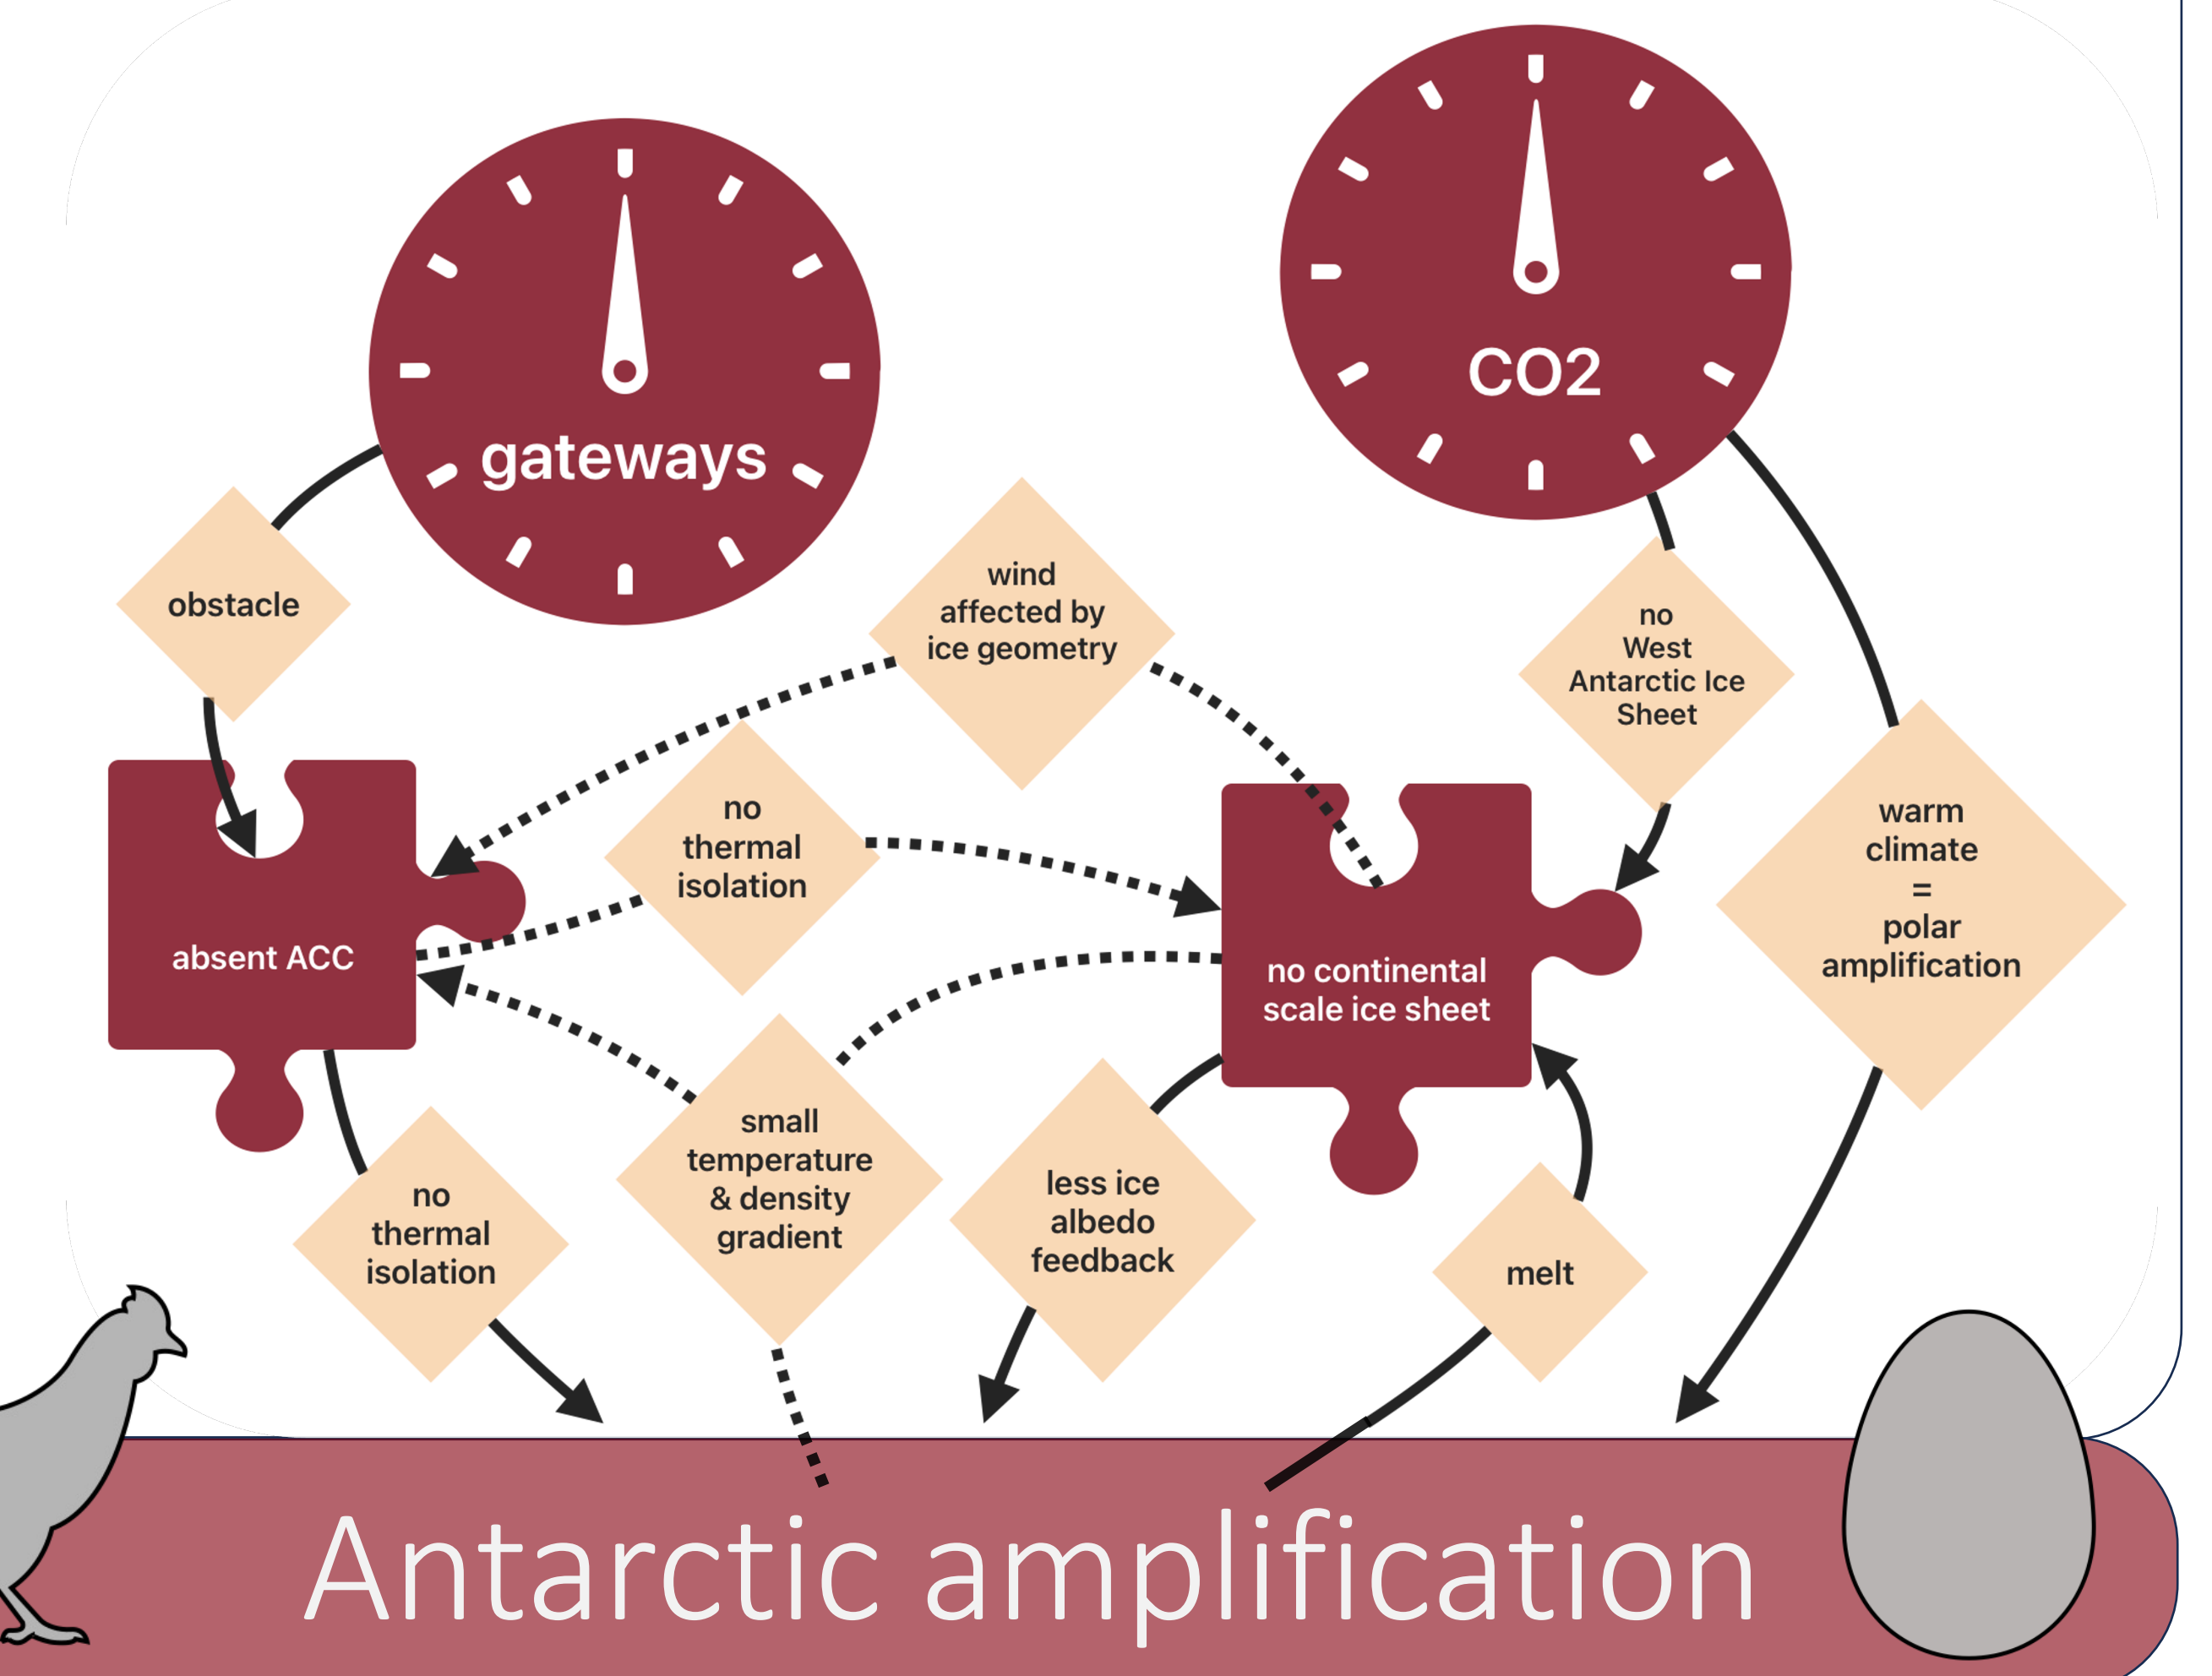 gateways
CO2
obstacle
wind
affected by
ice geometry
no
West
Antarctic Ice
Sheet
no
thermal
isolation
warm
climate
=
polar
amplification
absent ACC
no continental
scale ice sheet
no
thermal
isolation
small
temperature
& density
gradient
less ice
albedo
feedback
melt
Antarctic amplification